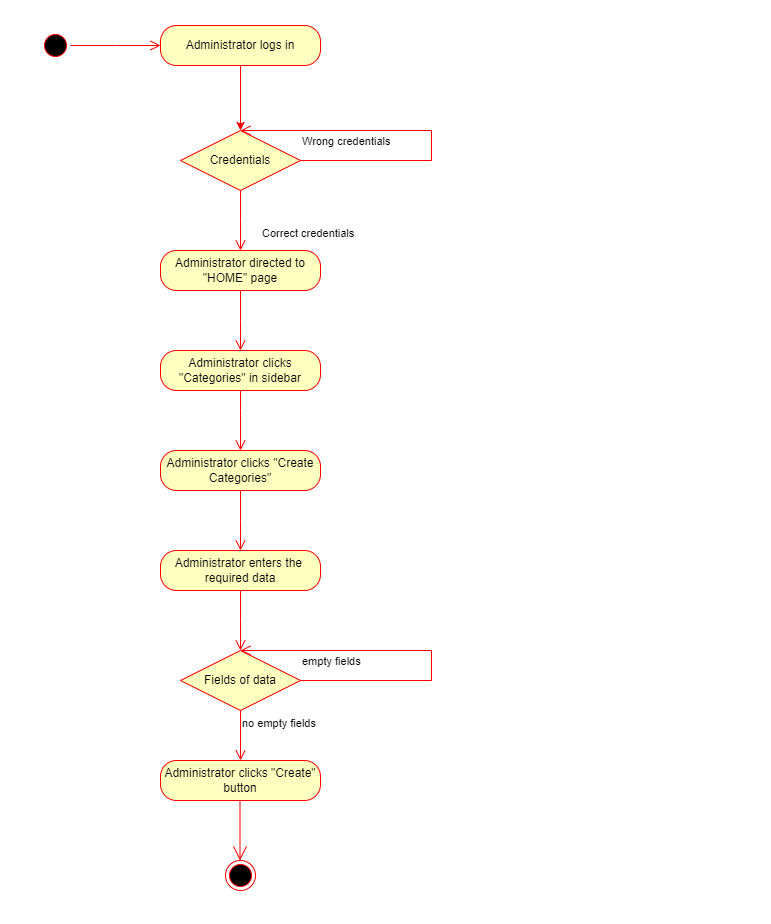 Administrator logs in
Wrong credentials
Credentials
Correct credentials
Administrator directed to
"HOME" page
Administrator clicks
"Categories" in sidebar
Administrator clicks "Create
Categories"
Administrator enters the
required data
empty fields
Fields of data
no empty fields
Administrator clicks "Create"
button